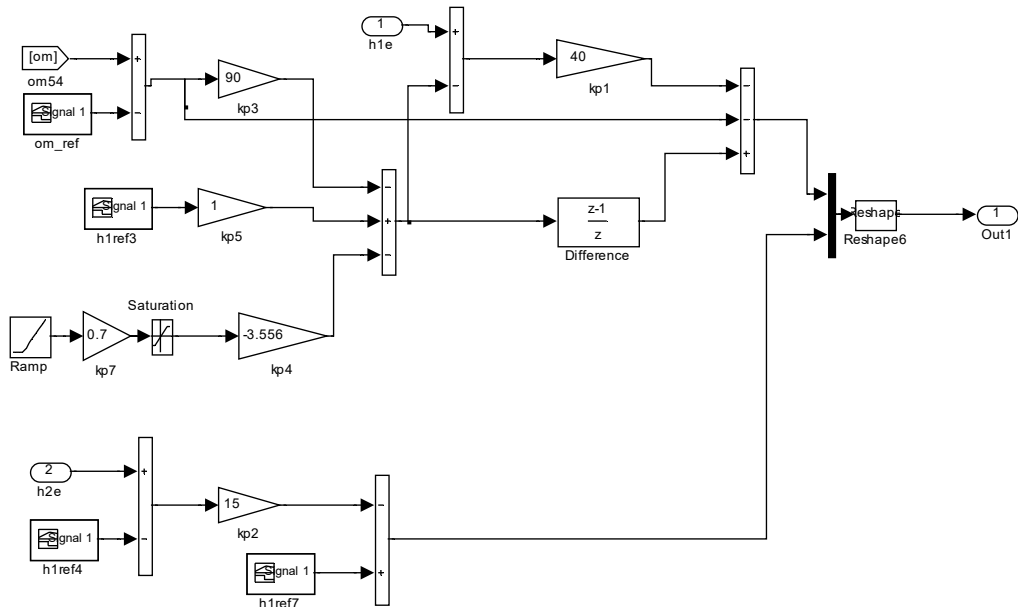 1
h1e
+
−
40
kp1
[om]
om54
+
−
Signal 1
om_ref
90
kp3
−
−
+
Signal 1
h1ref3
1
kp5
−
+
−
z-1
z
Difference
Reshape
Reshape6
1
Out1
Ramp
0.7
kp7
Saturation
-3.556
kp4
2
h2e
+
−
Signal 1
h1ref4
15
kp2
−
+
Signal 1
h1ref7